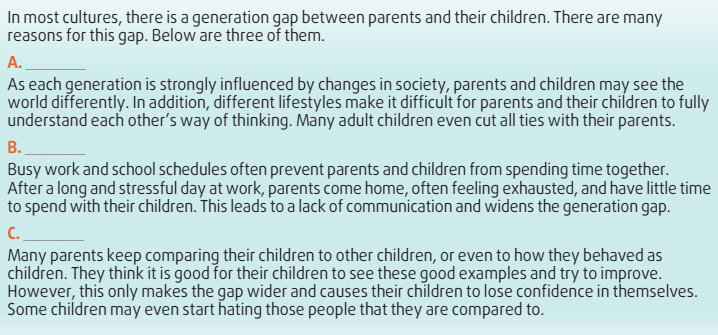 In most cultures, there is a generation gap between parents and their children. There are many
reasons for this gap. Below are three of them.
A. ________
As each generation is strongly influenced by changes in society, parents and children may see the
world differently. In addition, different lifestyles make it difficult for parents and their children to fully
understand each other's way of thinking. Many adult children even cut all ties with their parents.
B. ________
Busy work and school schedules often prevent parents and children from spending time together.
After a long and stressful day at work, parents come home, often feeling exhausted, and have little time
to spend with their children. This leads to a lack of communication and widens the generation gap.
C. ________
Many parents keep comparing their children to other children, or even to how they behaved as
children. They think it is good for their children to see these good examples and try to improve.
However, this only makes the gap wider and causes their children to lose confidence in themselves.
Some children may even start hating those people that they are compared to.